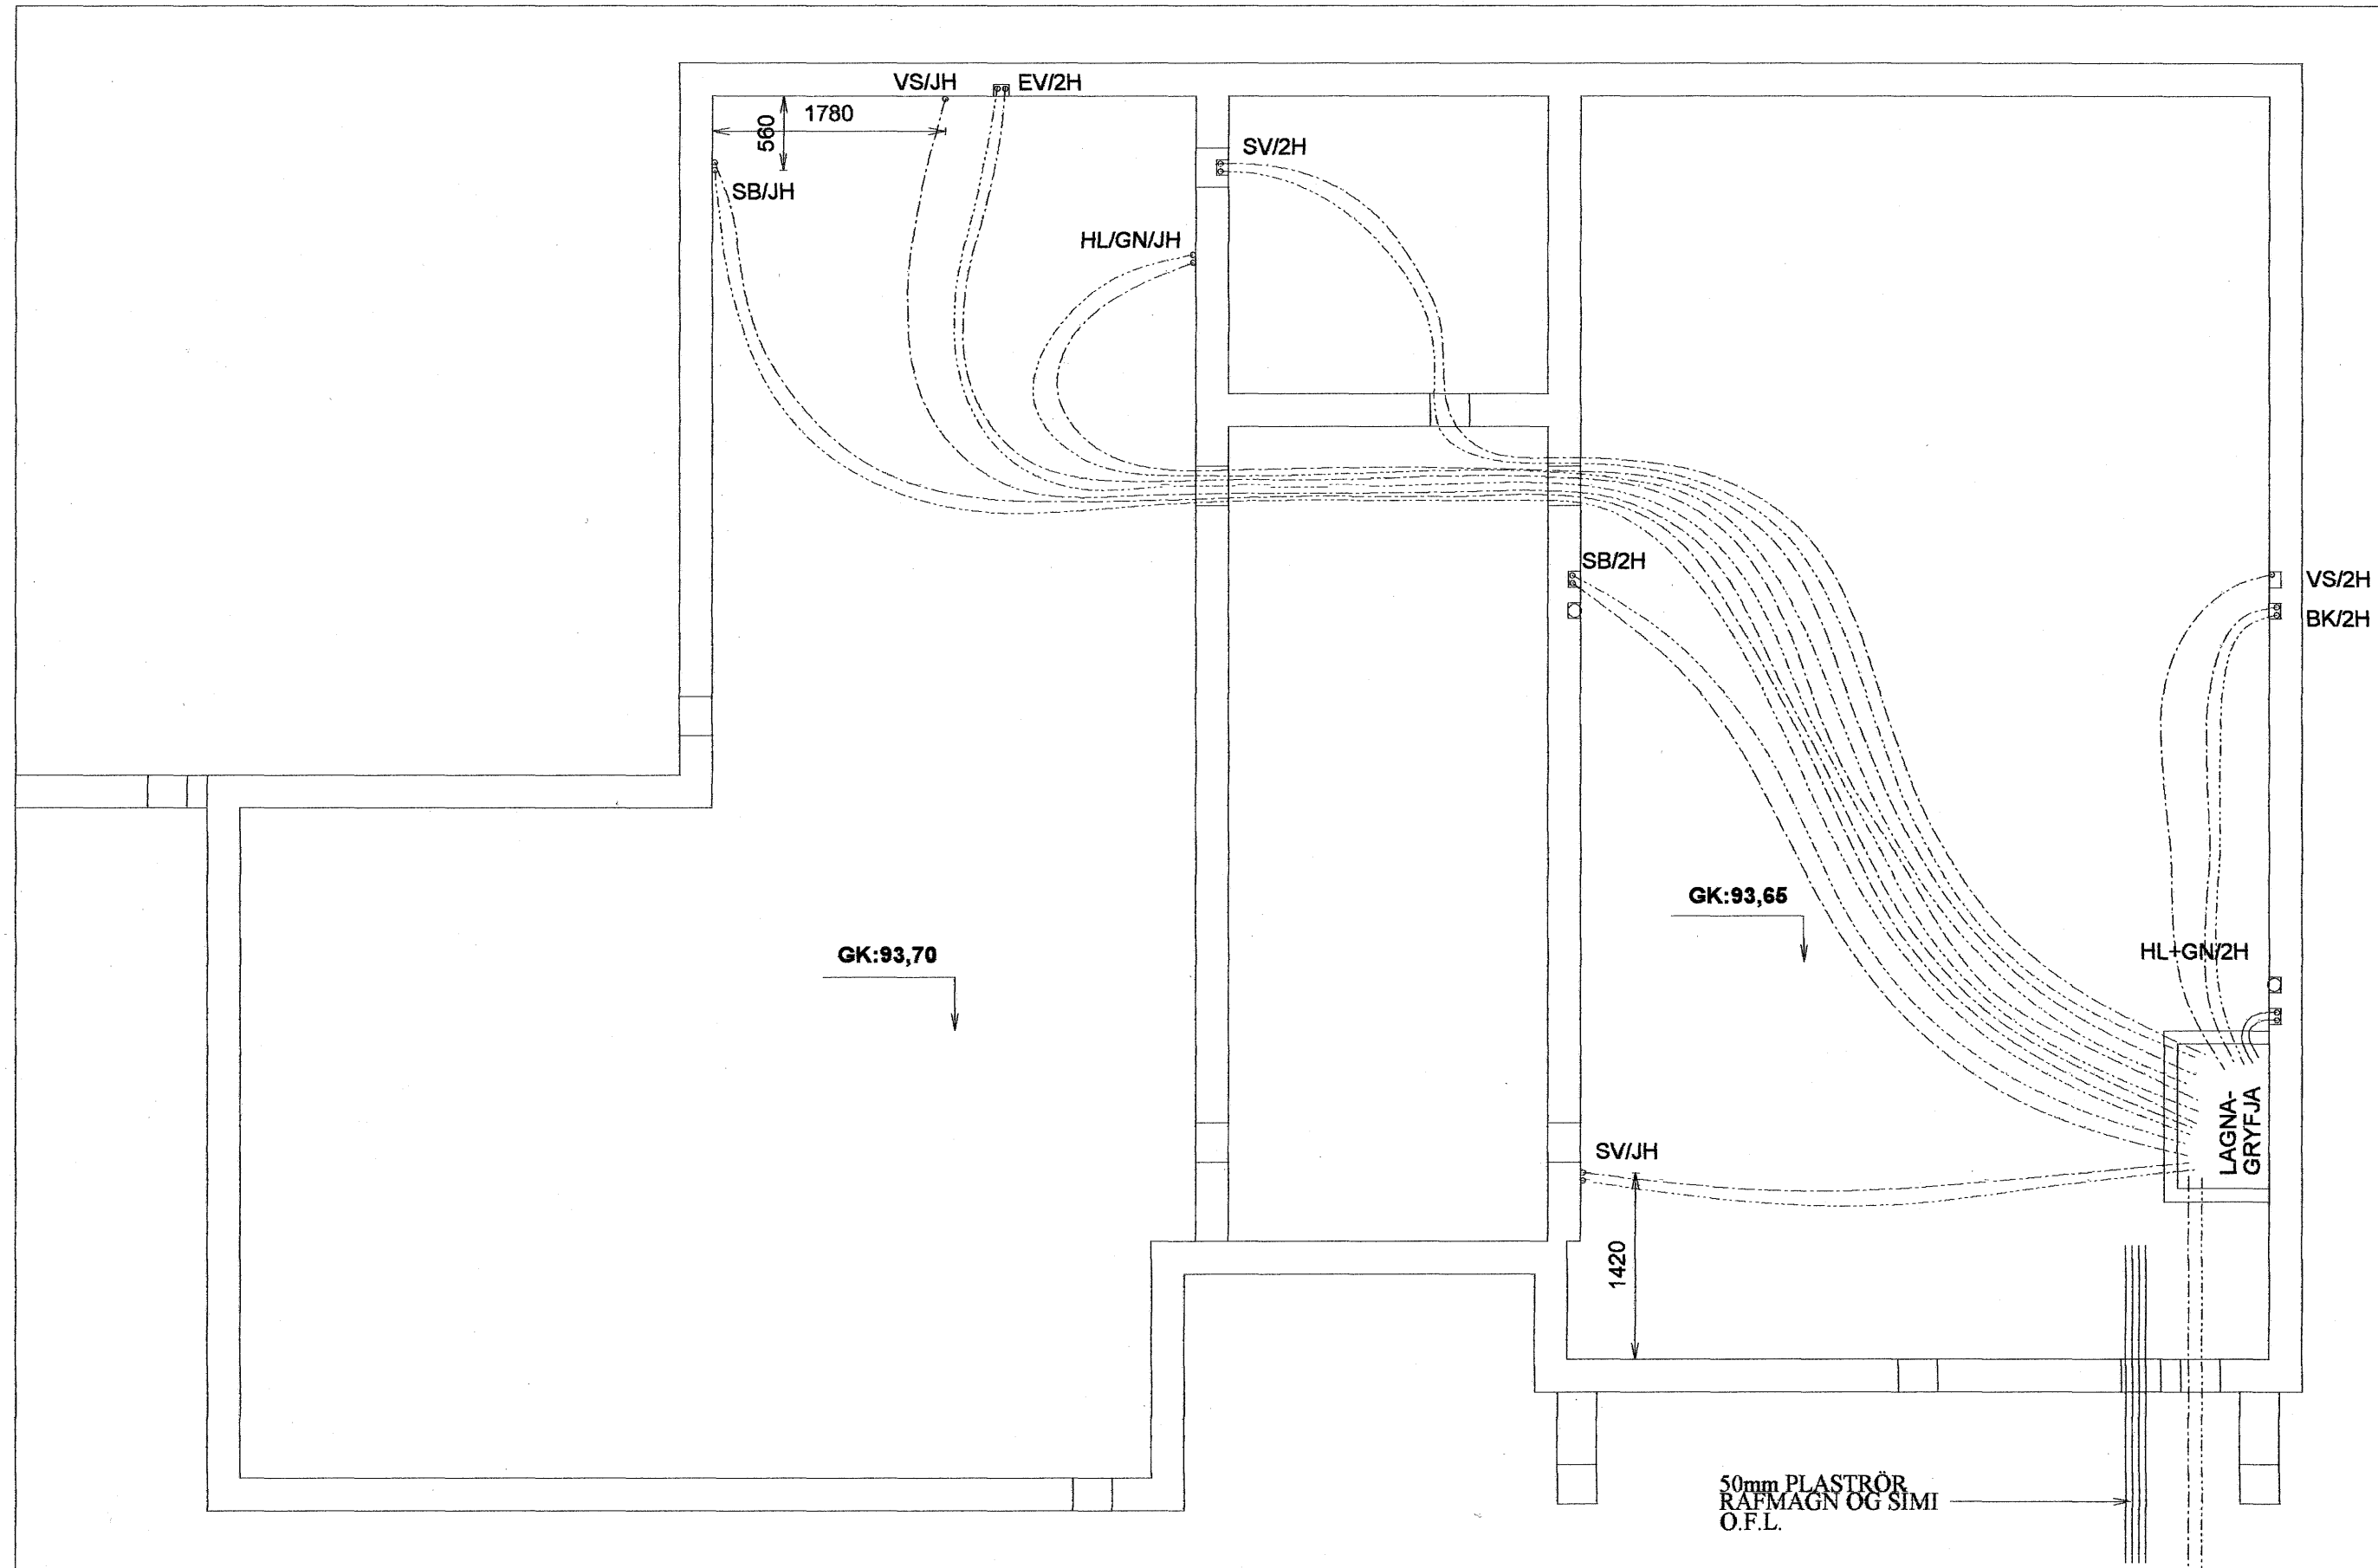 VS/JH
EV/2H
1780
560
SB/JH
SV/2H
HL/GN/JH
SB/2H
VS/2H
BK/2H
GK:93,65
GK:93,70
HL+GN/2H
LAGNA-
GRYFJA
SV/JH
1420
50mm PLASTRÖR
RAFMAGN OG SÍMI
O.F.L.